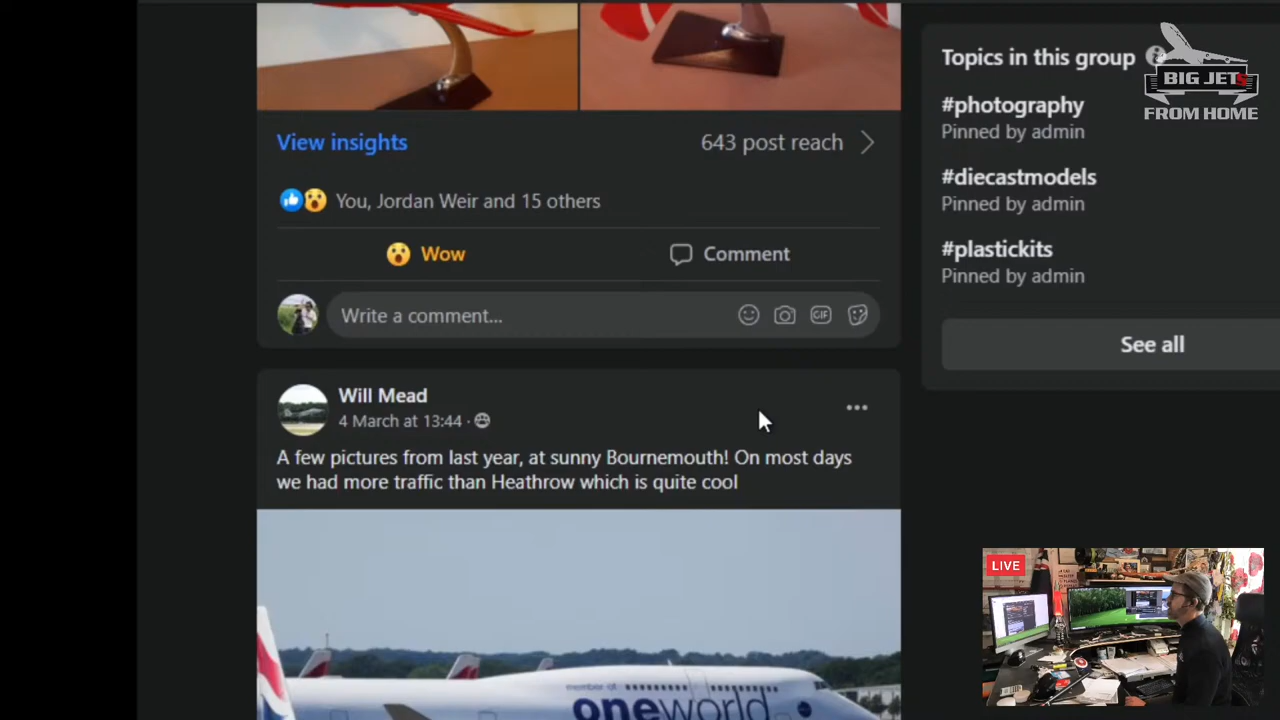 View insights
643 post reach
You, Jordan Weir and 15 others
Wow
Comment
Write a comment...
GIF
Will Mead
4 March at 13:44 ·
A few pictures from last year, at sunny Bournemouth! On most days
we had more traffic than Heathrow which is quite cool
member of
oneworld
Topics in this group
#photography
Pinned by admin
#diecastmodels
Pinned by admin
#plastickits
Pinned by admin
See all
BIG JETS
FROM HOME
LIVE